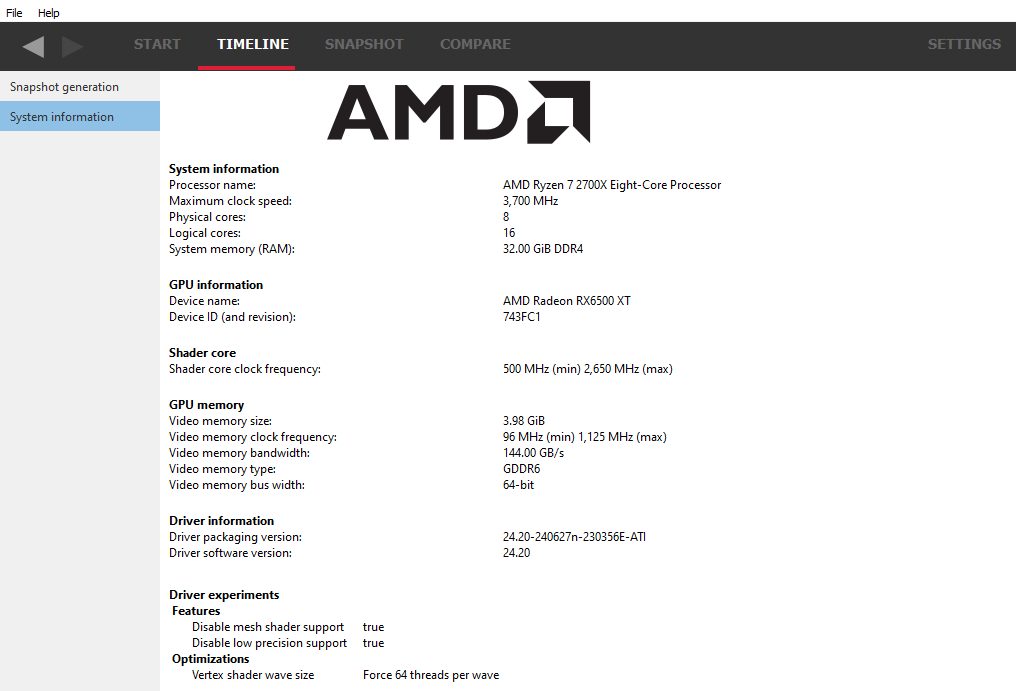 File Help
START TIMELINE SNAPSHOT COMPARE SETTINGS
Snapshot generation
System information
AMD
System information
Processor name: AMD Ryzen 7 2700X Eight-Core Processor
Maximum clock speed: 3,700 MHz
Physical cores: 8
Logical cores: 16
System memory (RAM): 32.00 GiB DDR4
GPU information
Device name: AMD Radeon RX6500 XT
Device ID (and revision): 743FC1
Shader core
Shader core clock frequency: 500 MHz (min) 2,650 MHz (max)
GPU memory
Video memory size: 3.98 GiB
Video memory clock frequency: 96 MHz (min) 1,125 MHz (max)
Video memory bandwidth: 144.00 GB/s
Video memory type: GDDR6
Video memory bus width: 64-bit
Driver information
Driver packaging version: 24.20-240627n-230356E-ATI
Driver software version: 24.20
Driver experiments
Features
Disable mesh shader support true
Disable low precision support true
Optimizations
Vertex shader wave size Force 64 threads per wave